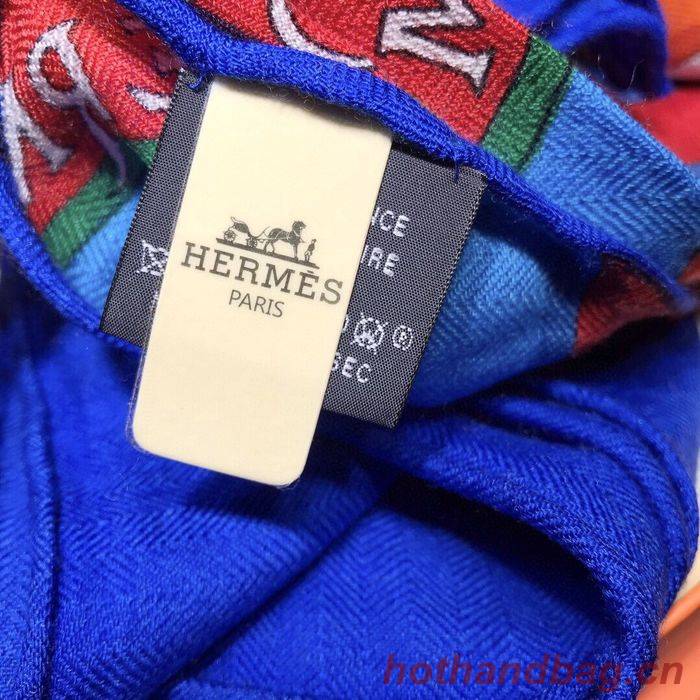 HERMÈS
PARIS
NCE
IRE
P
SEC
hothandbag.cn